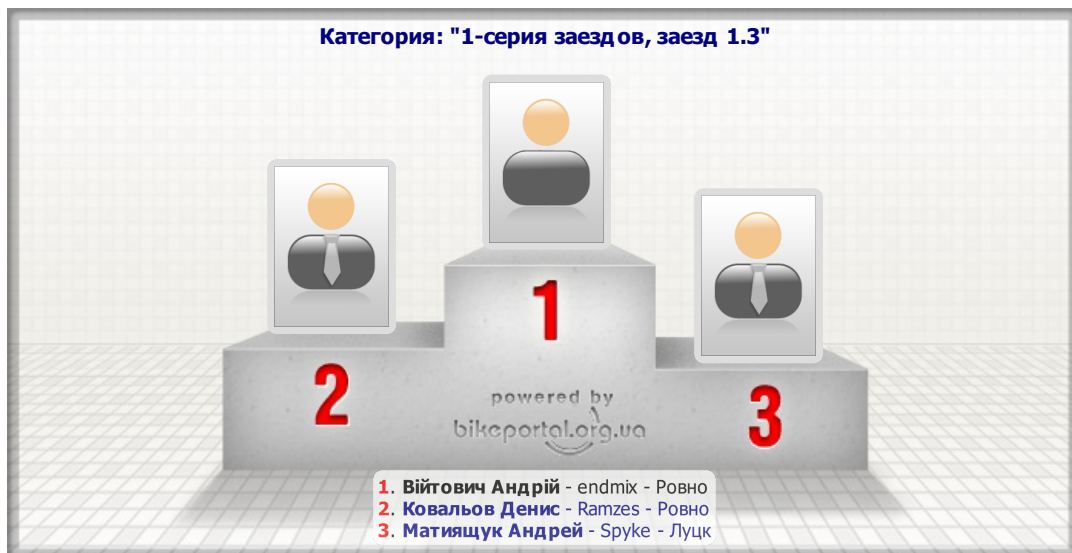 Категория: "1-серия заездов, заезд 1.3"
1
2
3
powered by
bikeportal.org.ua
1. Війтович Андрій - endmix - Ровно
2. Ковальов Денис - Ramzes - Ровно
3. Матиящук Андрей - Spyke - Луцк